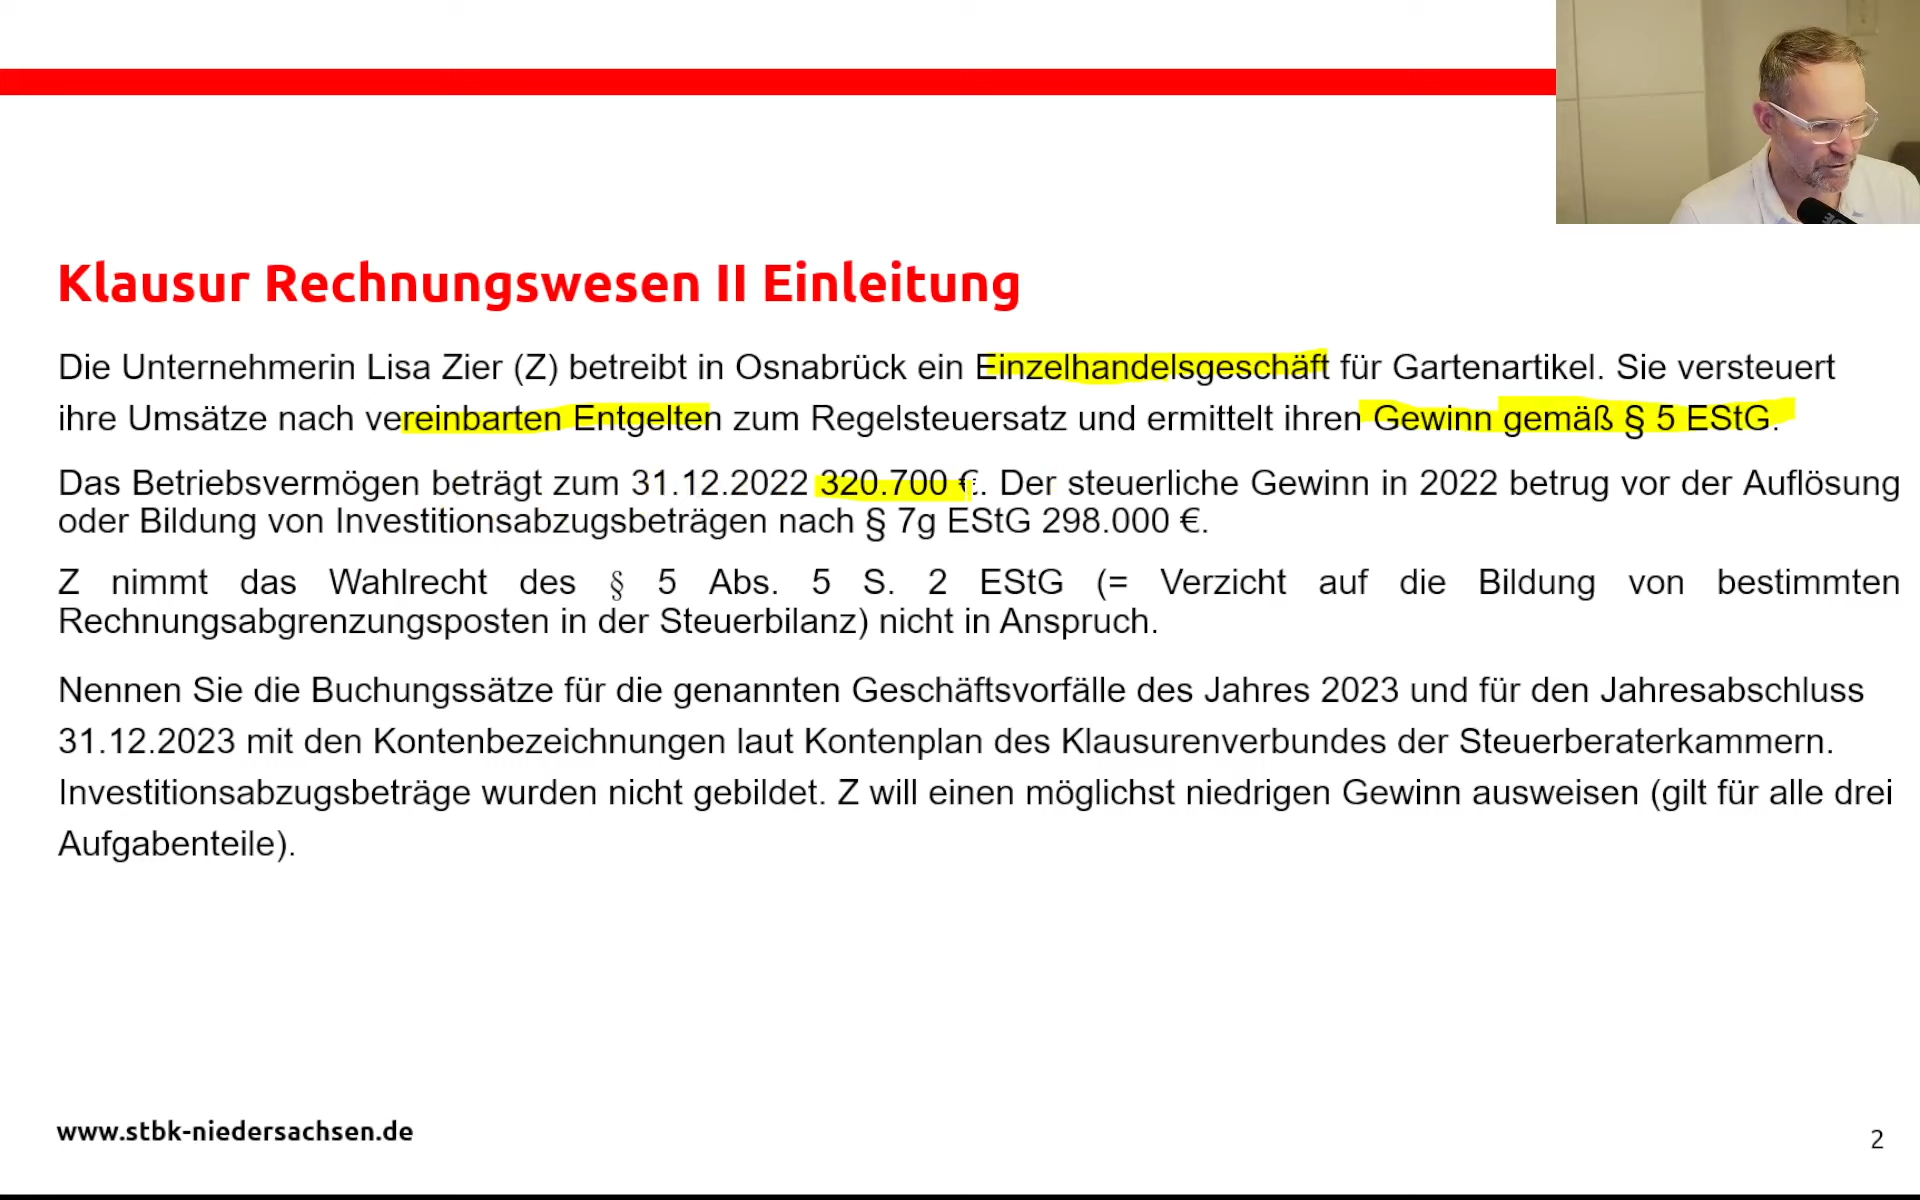 Klausur Rechnungswesen II Einleitung
Die Unternehmerin Lisa Zier (Z) betreibt in Osnabrück ein Einzelhandelsgeschäft für Gartenartikel. Sie versteuert
ihre Umsätze nach vereinbarten Entgelten zum Regelsteuersatz und ermittelt ihren Gewinn gemäß § 5 EStG.
Das Betriebsvermögen beträgt zum 31.12.2022 320.700 €. Der steuerliche Gewinn in 2022 betrug vor der Auflösung
oder Bildung von Investitionsabzugsbeträgen nach § 7g EStG 298.000 €.
Z nimmt das Wahlrecht des § 5 Abs. 5 S. 2 EStG (= Verzicht auf die Bildung von bestimmten
Rechnungsabgrenzungsposten in der Steuerbilanz) nicht in Anspruch.
Nennen Sie die Buchungssätze für die genannten Geschäftsvorfälle des Jahres 2023 und für den Jahresabschluss
31.12.2023 mit den Kontenbezeichnungen laut Kontenplan des Klausurenverbundes der Steuerberaterkammern.
Investitionsabzugsbeträge wurden nicht gebildet. Z will einen möglichst niedrigen Gewinn ausweisen (gilt für alle drei
Aufgabenteile).
www.stbk-niedersachsen.de
2